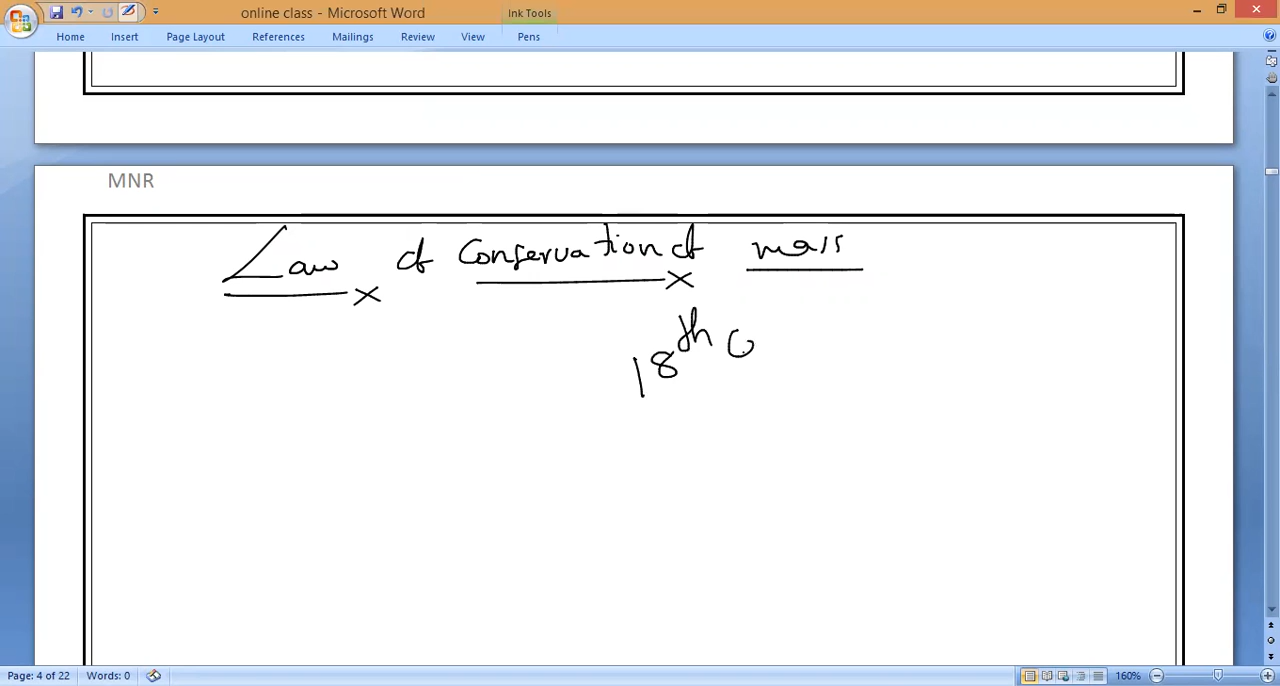 online class - Microsoft Word
Ink Tools
Home Insert Page Layout References Mailings Review View Pens
MNR
Law of Conservation of mass
18th C
Page: 4 of 22 Words: 0 160%